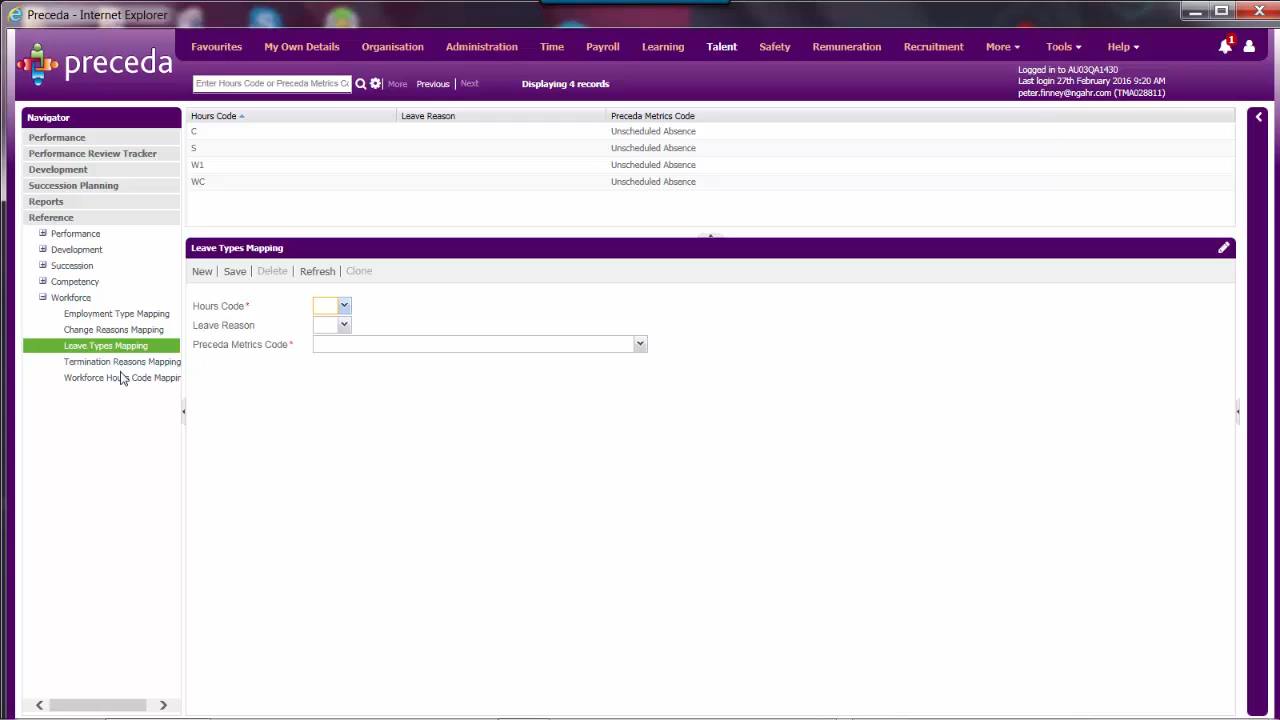 Preceda - Internet Explorer
preceda
Favourites My Own Details Organisation Administration Time Payroll Learning Talent Safety Remuneration Recruitment More Tools Help
1
Enter Hours Code or Preceda Metrics Co More Previous Next Displaying 4 records
Logged in to AU03QA1430
Last login 27th February 2016 9:20 AM
peter.finney@ngahr.com (TMA028811)
Navigator
Performance
Performance Review Tracker
Development
Succession Planning
Reports
Reference
Performance
Development
Succession
Competency
Workforce
Employment Type Mapping
Change Reasons Mapping
Leave Types Mapping
Termination Reasons Mapping
Workforce Hours Code Mappin
Hours Code Leave Reason Preceda Metrics Code
C Unscheduled Absence
S Unscheduled Absence
W1 Unscheduled Absence
WC Unscheduled Absence
Leave Types Mapping
New Save Delete Refresh Clone
Hours Code *
Leave Reason
Preceda Metrics Code *